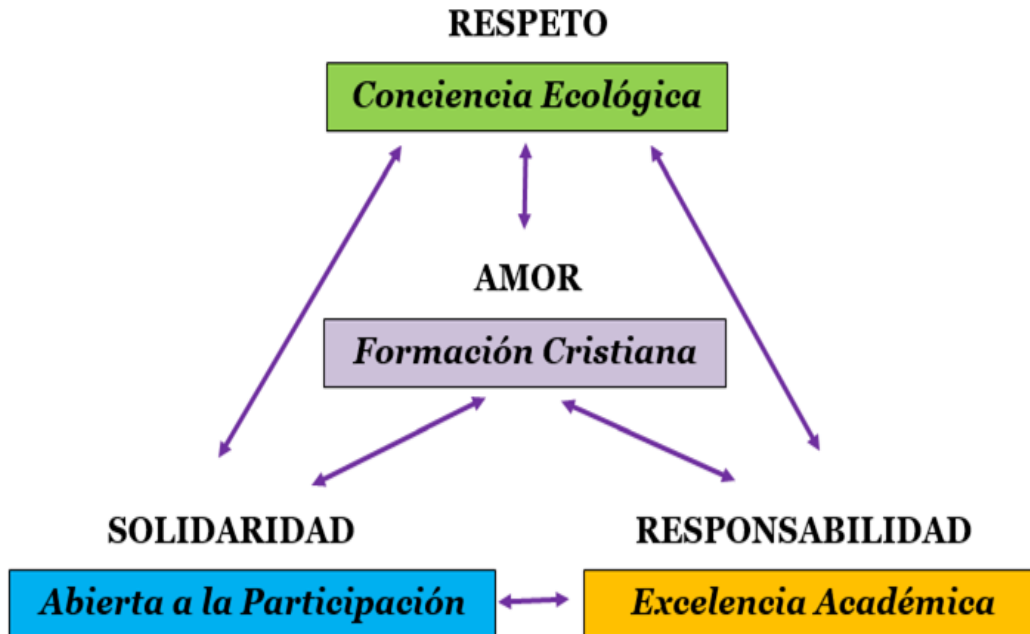 RESPETO
Conciencia Ecológica
AMOR
Formación Cristiana
SOLIDARIDAD
RESPONSABILIDAD
Abierta a la Participación
Excelencia Académica